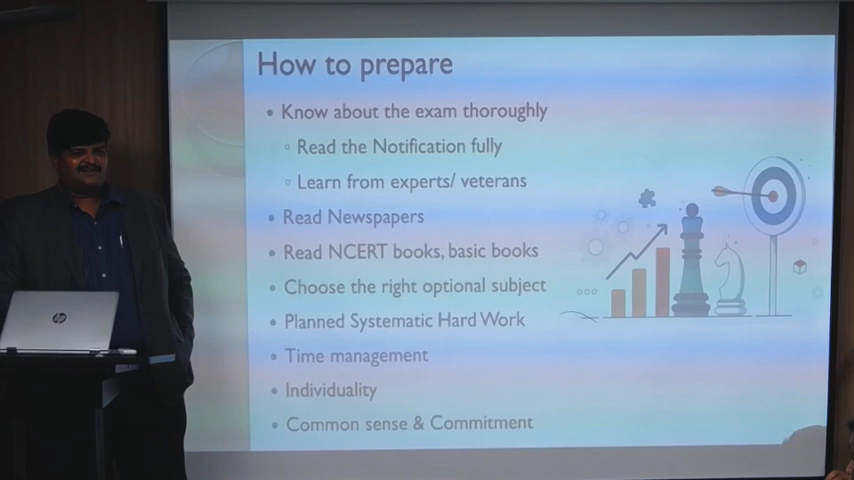 How to prepare
• Know about the exam thoroughly
◦ Read the Notification fully
◦ Learn from experts/ veterans
• Read Newspapers
• Read NCERT books, basic books
• Choose the right optional subject
• Planned Systematic Hard Work
• Time management
• Individuality
• Common sense & Commitment
hp